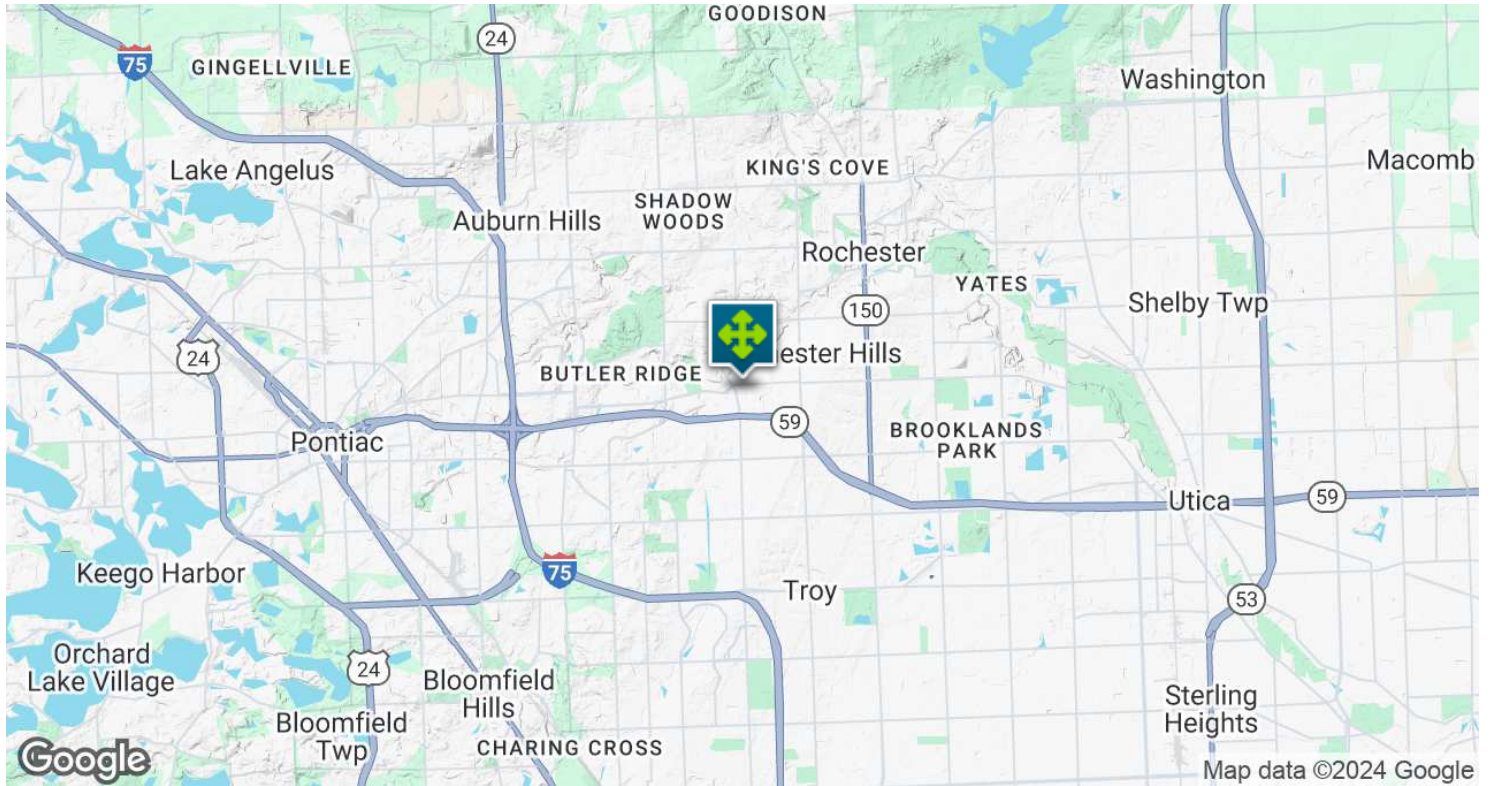 GOODISON
24
75
GINGELLVILLE
Washington
Macomb
Lake Angelus
KING'S COVE
SHADOW
WOODS
Auburn Hills
Rochester
YATES
Shelby Twp
150
24
ester Hills
BUTLER RIDGE
59
Pontiac
BROOKLANDS
PARK
Utica
59
Keego Harbor
75
Troy
53
Orchard
Lake Village
24
Bloomfield
Hills
Sterling
Heights
Bloomfield
Twp
CHARING CROSS
Google
Map data ©2024 Google